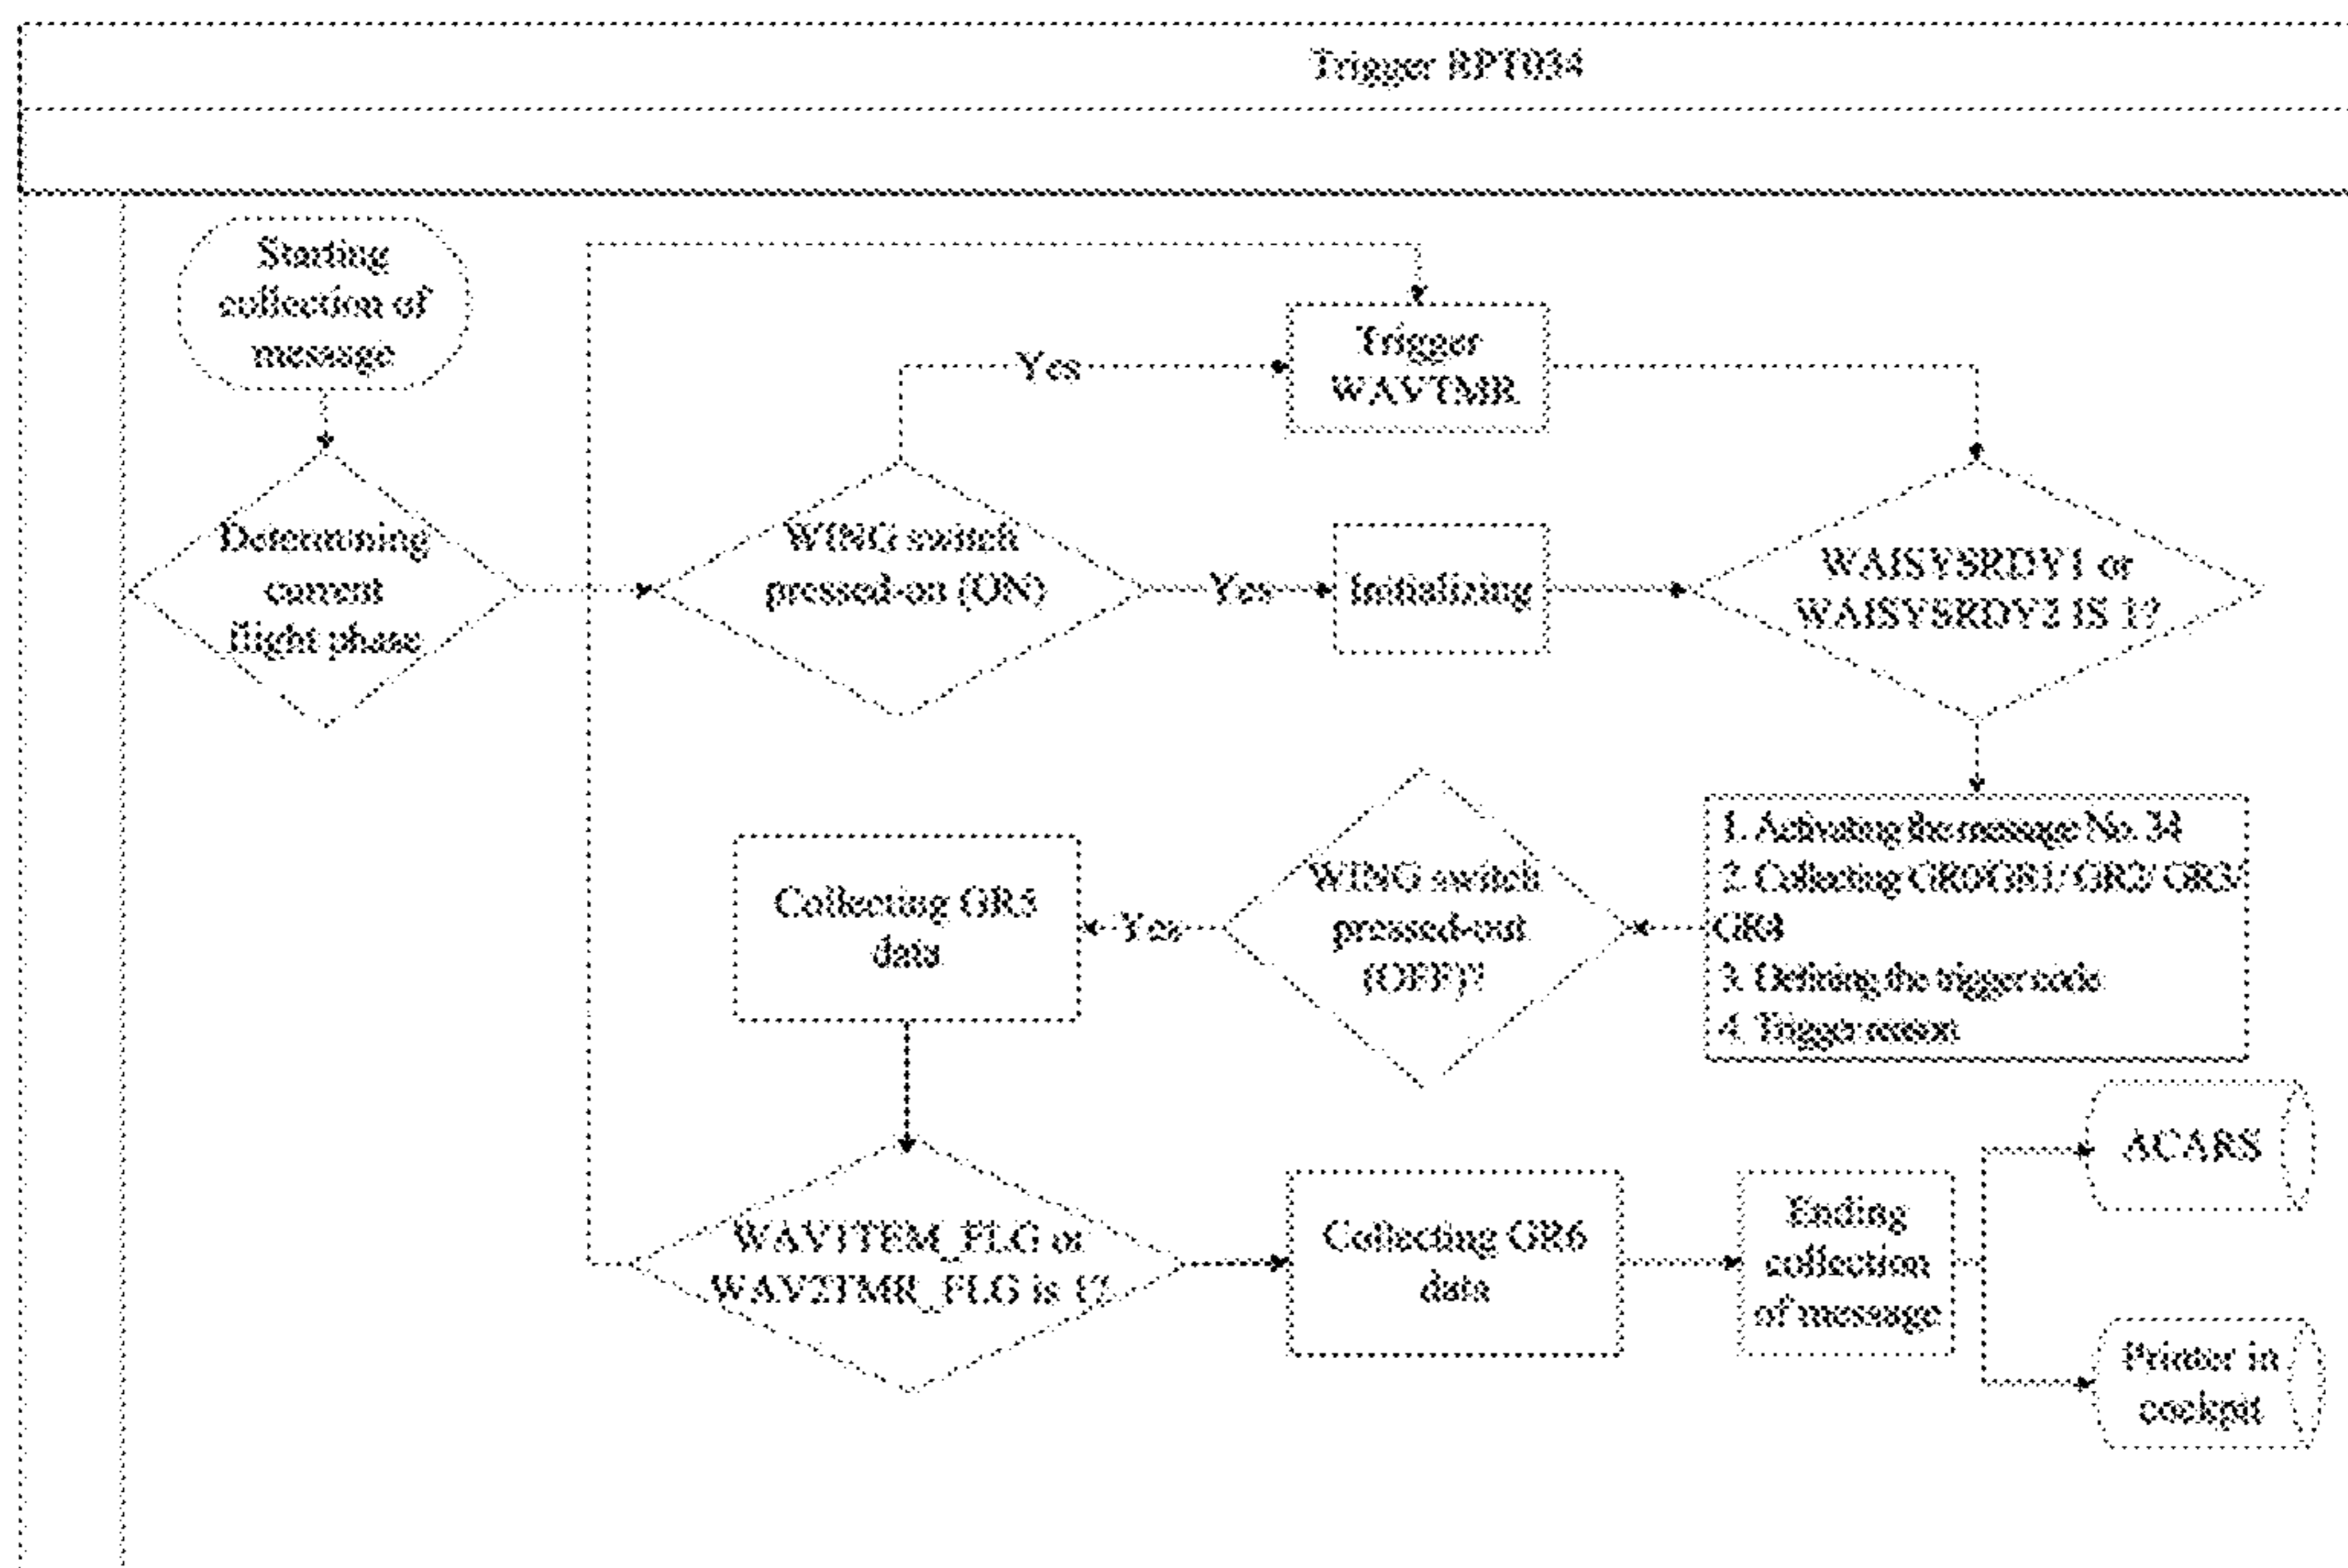 Trigger RPT034
Starting
collection of
message
Determining
current
flight phase
WING switch
pressed-on (ON)
Yes
Trigger
WAVTMR
Yes
Initializing
WAISYSRDY1 or
WAISYSRDY2 IS 1?
1. Activating the message No. 34
2. Collecting GR0GR1/ GR2/ GR3/
GR4
3. Defining the trigger code
4. Trigger reason
WING switch
pressed-out
(OFF)?
Yes
Collecting GR5
data
WAV1TEM_FLG or
WAV2TMR_FLG is 1?
Collecting GR6
data
Ending
collection
of message
ACARS
Printer in
cockpit